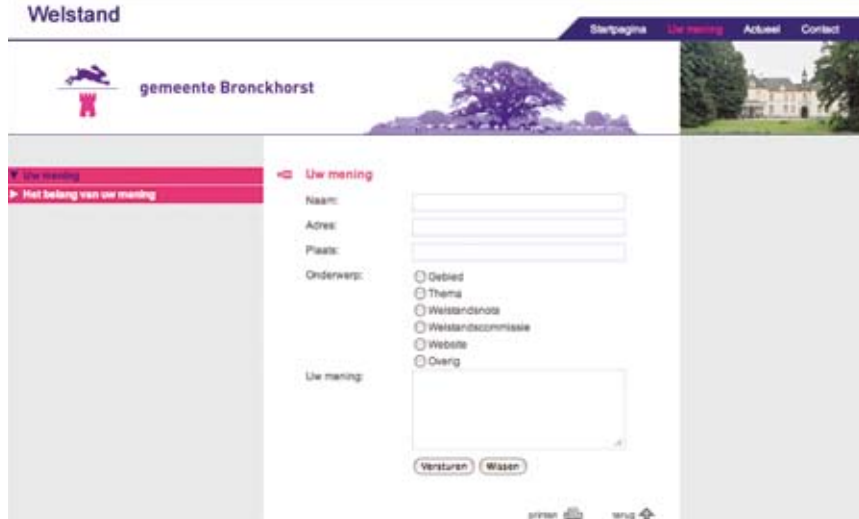 Welstand
Startpagina Uw mening Actueel Contact
gemeente Bronckhorst
Uw mening
Het belang van uw mening
Uw mening
Naam:
Adres:
Plaats:
Onderwerp:
Gebied
Thema
Welstandsnota
Welstandscommissie
Website
Overig
Uw mening:
Versturen Wissen
printen terug